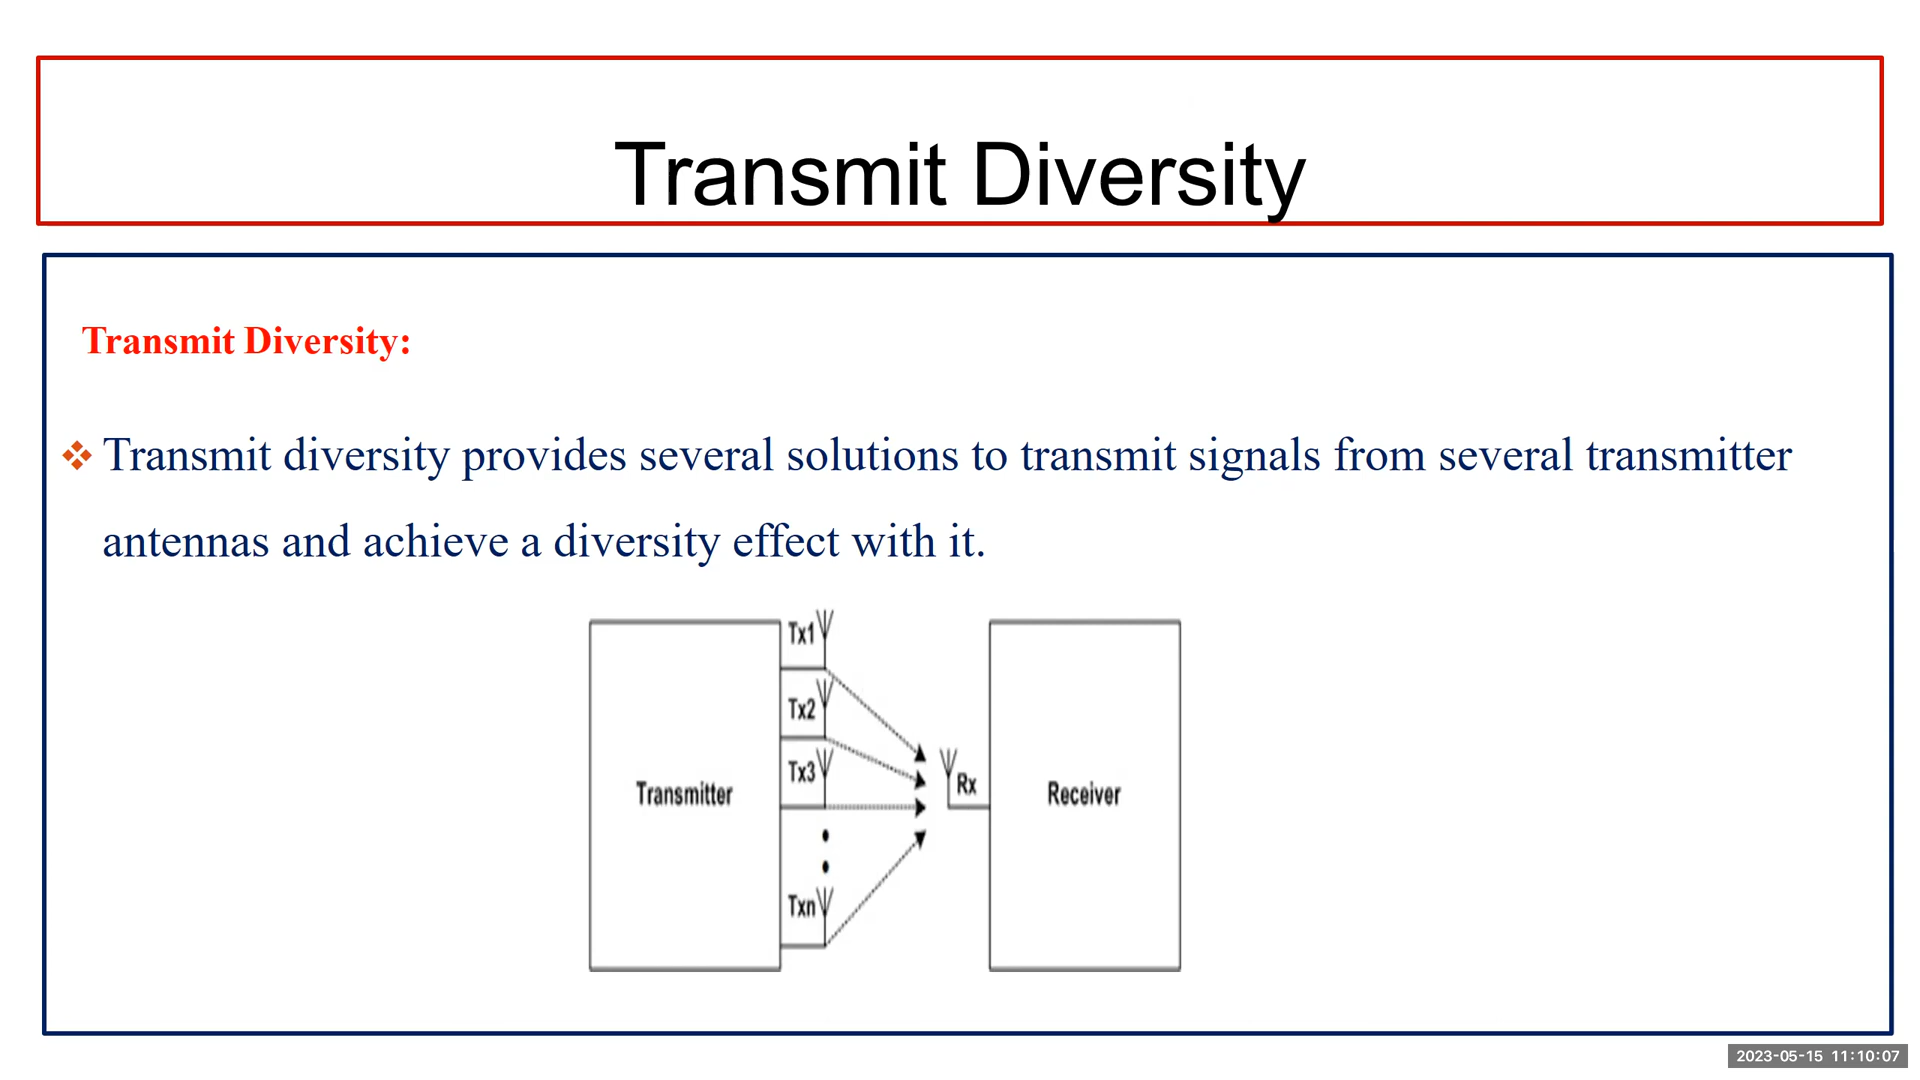 Transmit Diversity
Transmit Diversity:
Transmit diversity provides several solutions to transmit signals from several transmitter
antennas and achieve a diversity effect with it.
Tx1
Tx2
Tx3
Txn
Transmitter
Rx
Receiver
2023-05-15 11:10:07